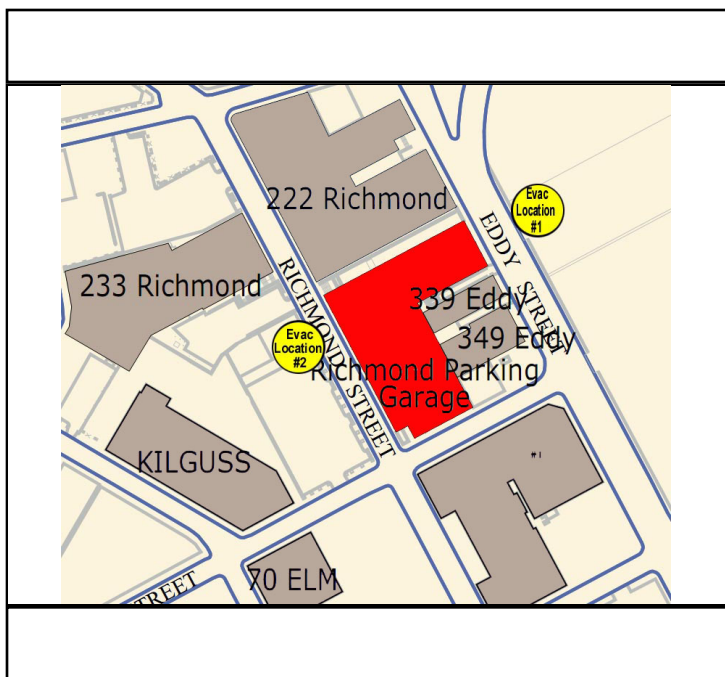 222 Richmond
Evac
Location
#1
EDDY STREET
233 Richmond
RICHMOND STREET
339 Eddy
349 Eddy
Evac
Location
#2
Richmond Parking
Garage
KILGUSS
#1
70 ELM
STREET